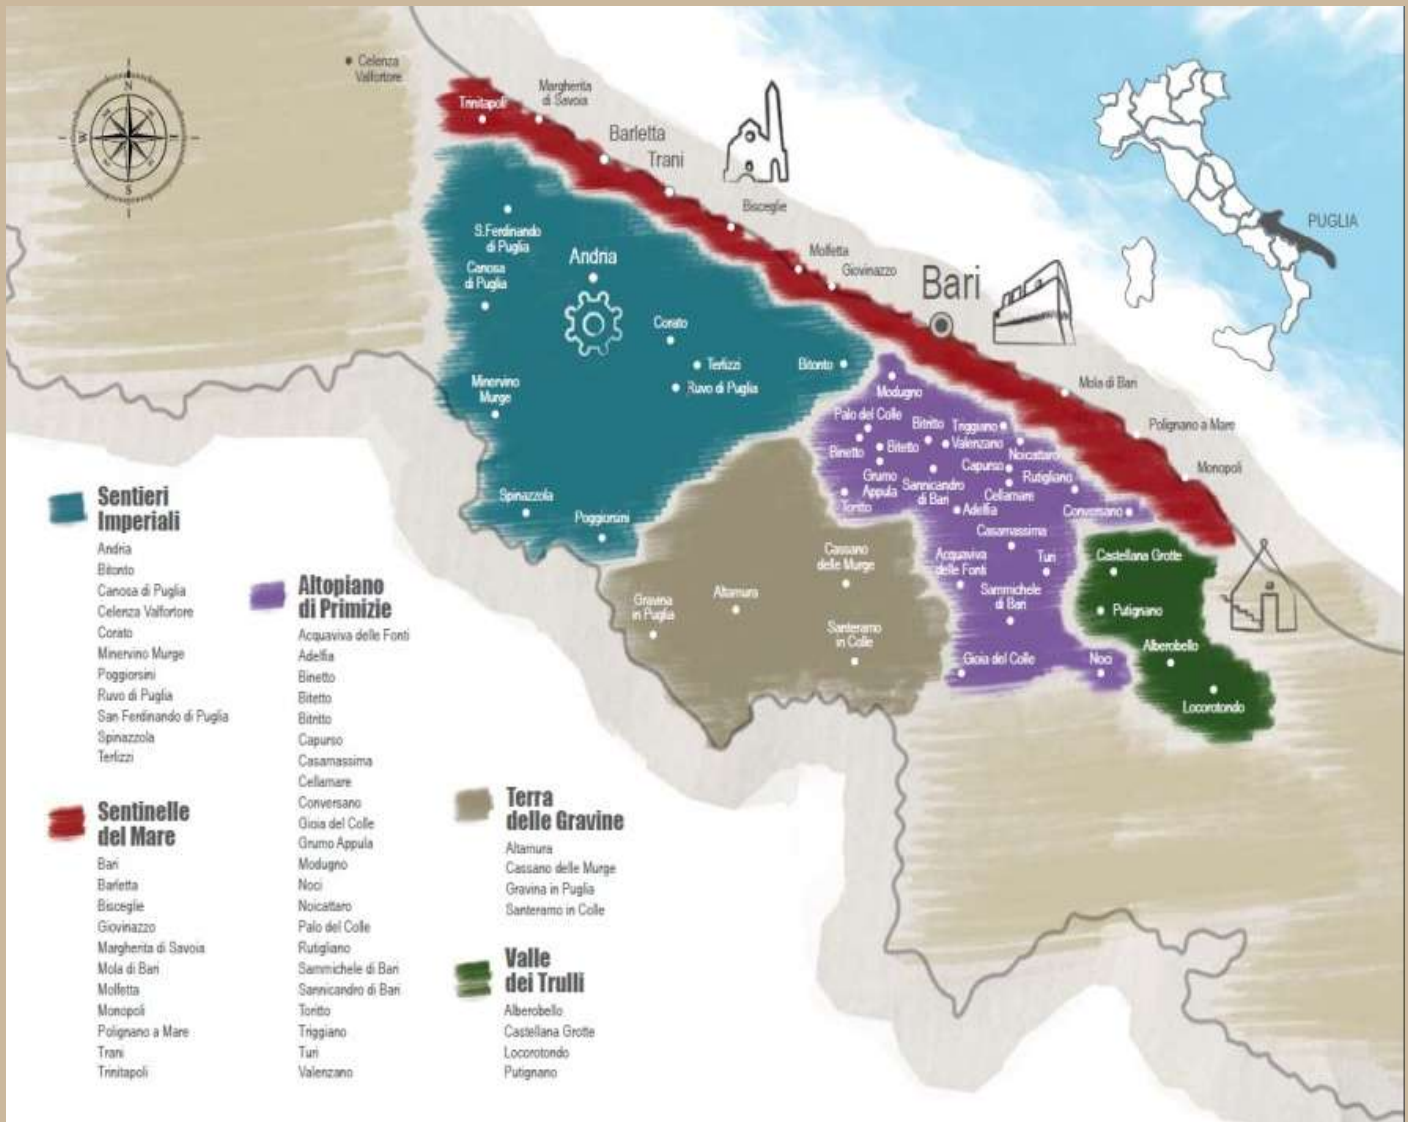 Celenza
Valfortore
N
W
E
S
Trinitapoli
Margherita
di Savoia
Barletta
Trani
Bisceglie
Molfetta
Giovinazzo
Bari
Mola di Bari
Polignano a Mare
Monopoli
PUGLIA
S.Ferdinando
di Puglia
Andria
Canosa
di Puglia
Corato
Terlizzi
Ruvo di Puglia
Bitonto
Minervino
Murge
Spinazzola
Poggiorsini
Modugno
Palo del Colle
Bitritto
Triggiano
Valenzano
Binetto
Bitetto
Noicattaro
Capurso
Rutigliano
Grumo
Appula
Sannicandro
di Bari
Cellamare
Toritto
Adelfia
Conversano
Casamassima
Acquaviva
delle Fonti
Turi
Sammichele
di Bari
Gioia del Colle
Noci
Cassano
delle Murge
Altamura
Gravina
in Puglia
Santeramo
in Colle
Castellana Grotte
Putignano
Alberobello
Locorotondo
Sentieri
Imperiali
Andria
Bitonto
Canosa di Puglia
Celenza Valfortore
Corato
Minervino Murge
Poggiorsini
Ruvo di Puglia
San Ferdinando di Puglia
Spinazzola
Terlizzi
Sentinelle
del Mare
Bari
Barletta
Bisceglie
Giovinazzo
Margherita di Savoia
Mola di Bari
Molfetta
Monopoli
Polignano a Mare
Trani
Trinitapoli
Altopiano
di Primizie
Acquaviva delle Fonti
Adelfia
Binetto
Bitetto
Bitritto
Capurso
Casamassima
Cellamare
Conversano
Gioia del Colle
Grumo Appula
Modugno
Noci
Noicattaro
Palo del Colle
Rutigliano
Sammichele di Bari
Sannicandro di Bari
Toritto
Triggiano
Turi
Valenzano
Terra
delle Gravine
Altamura
Cassano delle Murge
Gravina in Puglia
Santeramo in Colle
Valle
dei Trulli
Alberobello
Castellana Grotte
Locorotondo
Putignano